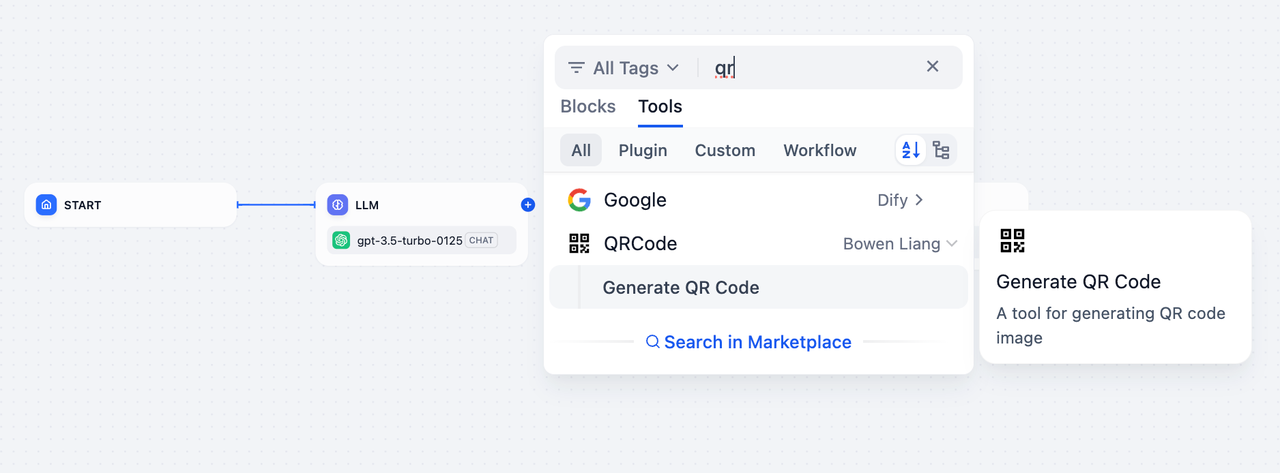 START
LLM
gpt-3.5-turbo-0125 CHAT
All Tags qr
Blocks Tools
All Plugin Custom Workflow AZ
Google Dify
QRCode Bowen Liang
Generate QR Code
Search in Marketplace
Generate QR Code
A tool for generating QR code
image